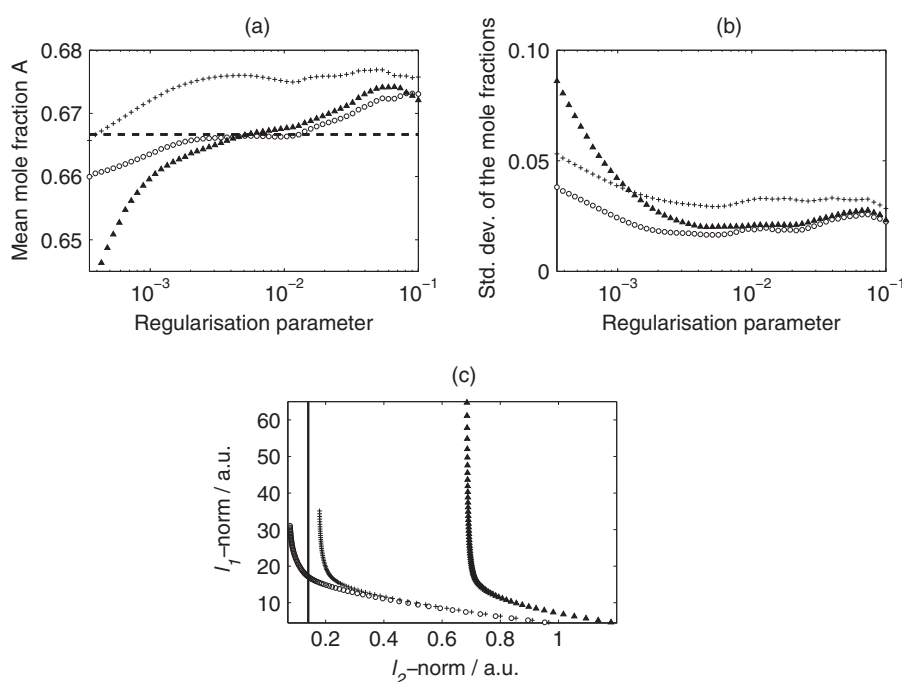 (a)
Mean mole fraction A
0.68
0.67
0.66
0.65
10⁻³
10⁻²
10⁻¹
Regularisation parameter
(b)
Std. dev. of the mole fractions
0.10
0.05
0
10⁻³
10⁻²
10⁻¹
Regularisation parameter
(c)
l₁–norm / a.u.
60
50
40
30
20
10
0.2
0.4
0.6
0.8
1
l₂–norm / a.u.